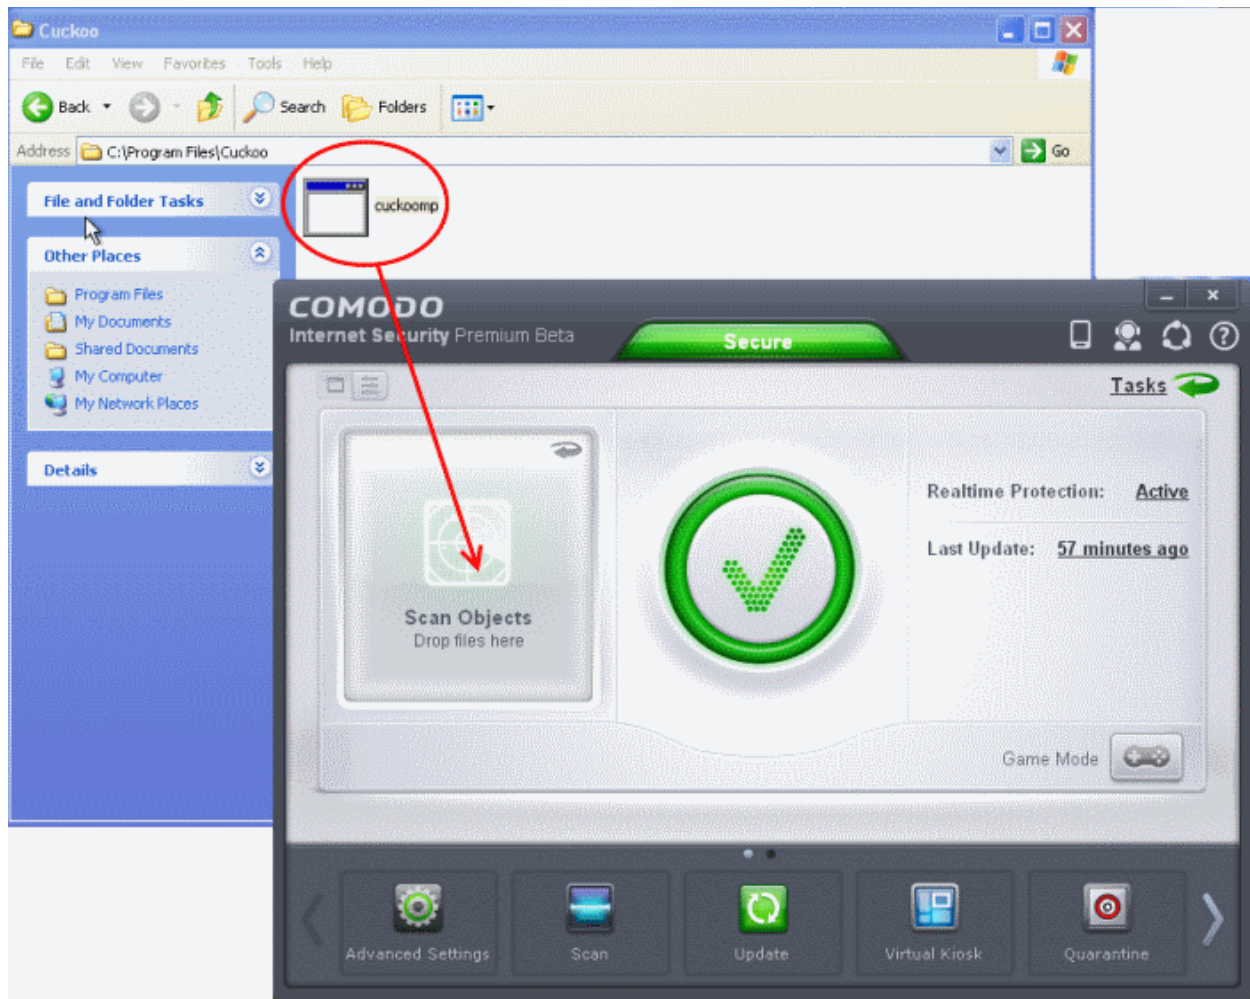 Cuckoo
File Edit View Favorites Tools Help
Back Search Folders
Address C:\Program Files\Cuckoo Go
File and Folder Tasks
cuckoomp
Other Places
Program Files
My Documents
Shared Documents
My Computer
My Network Places
Details
COMODO
Internet Security Premium Beta
Secure
Tasks
Realtime Protection: Active
Last Update: 57 minutes ago
Scan Objects
Drop files here
Game Mode
Advanced Settings Scan Update Virtual Kiosk Quarantine